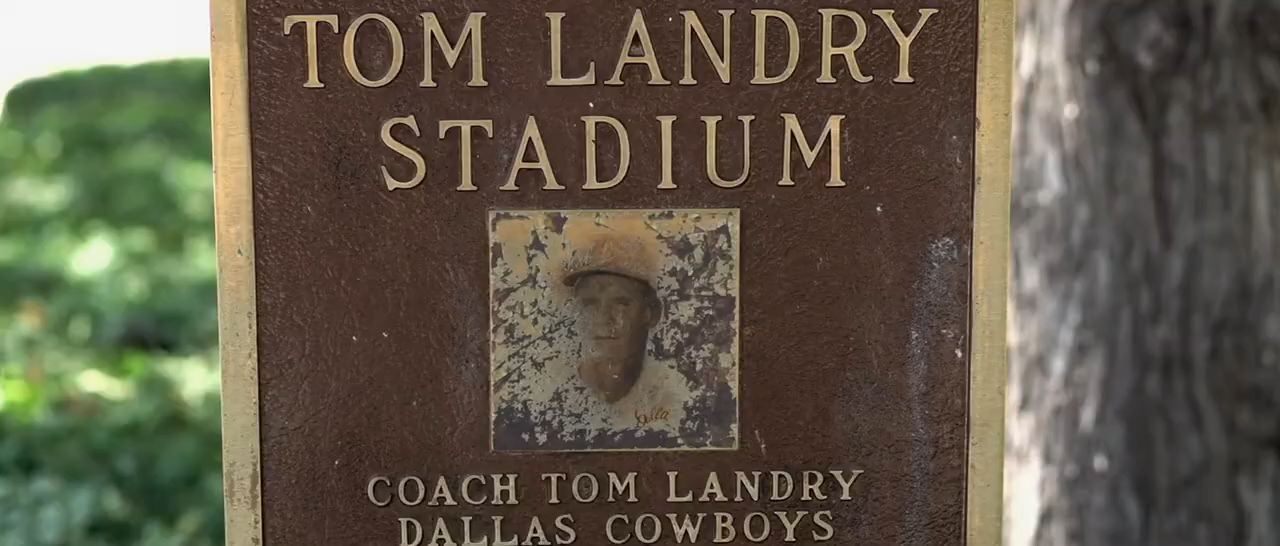 TOM LANDRY
STADIUM
COACH TOM LANDRY
DALLAS COWBOYS